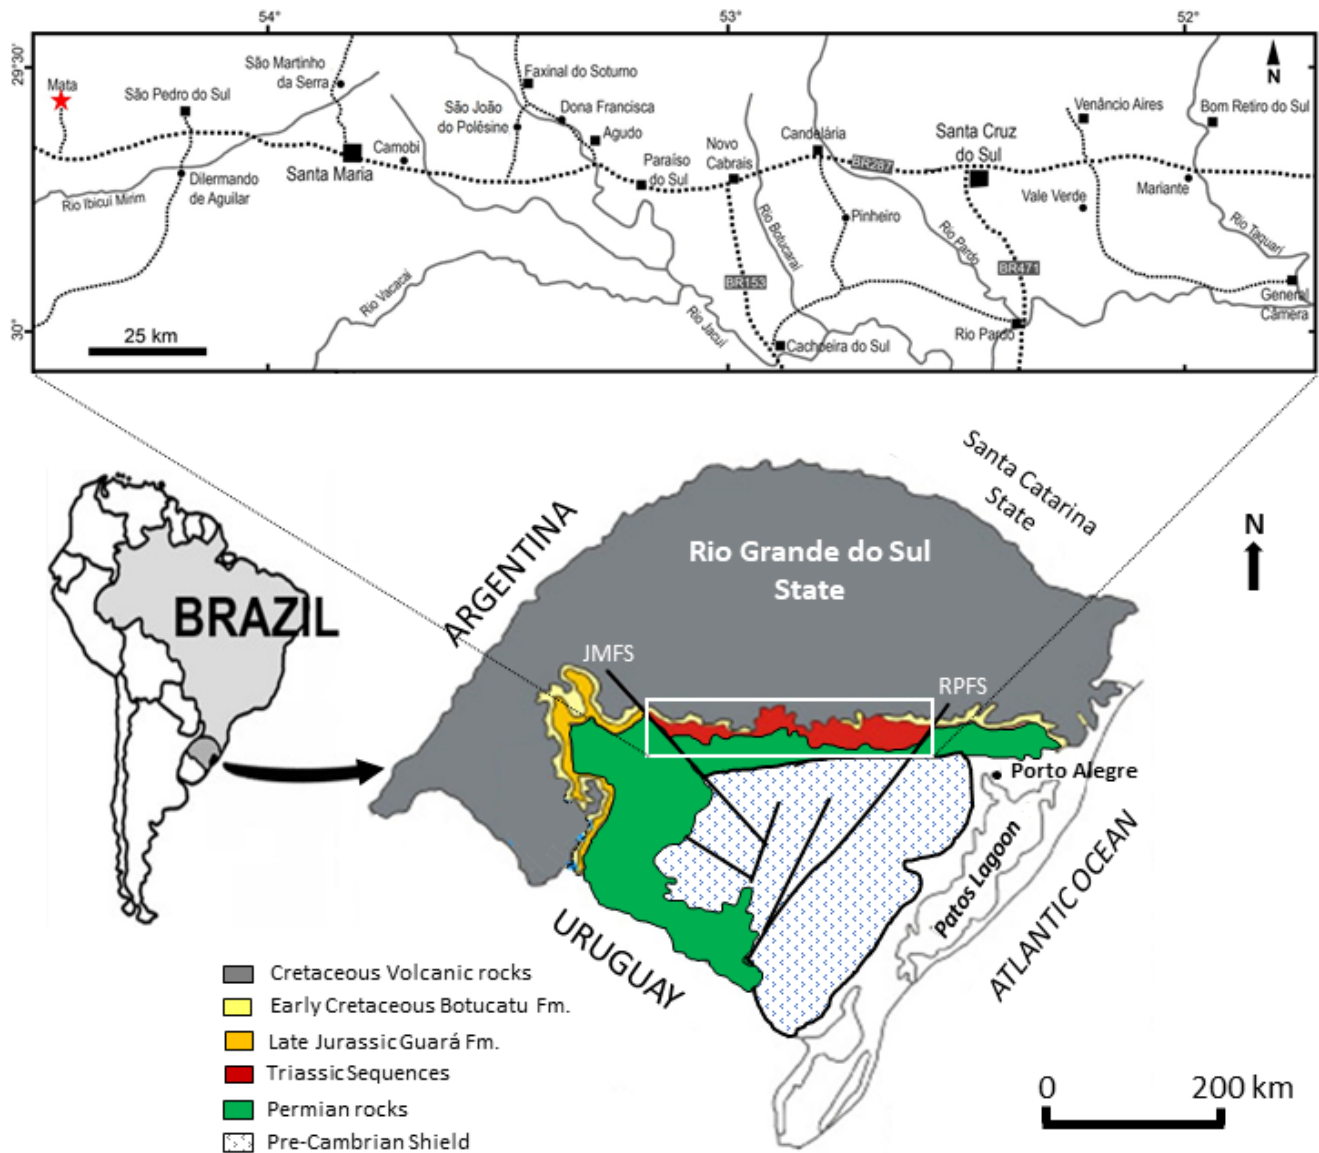 54°
53°
52°
29°30'
30°
N
Mata
São Pedro do Sul
São Martinho
da Serra
Faxinal do Soturno
São João
do Polêsine
Dona Francisca
Agudo
Santa Maria
Camobi
Dilermando
de Aguilar
Rio Ibicuí Mirim
Paraíso
do Sul
Novo
Cabrais
Candelária
BR287
Santa Cruz
do Sul
Venâncio Aires
Bom Retiro do Sul
Vale Verde
Mariante
Pinheiro
Rio Botucaraí
Rio Pardo
Rio Taquari
BR153
BR471
Rio Vacacaí
Rio Jacuí
General
Câmera
Rio Pardo
Cachoeira do Sul
25 km
BRAZIL
ARGENTINA
Santa Catarina
State
N
Rio Grande do Sul
State
JMFS
RPFS
Porto Alegre
Patos Lagoon
ATLANTIC OCEAN
URUGUAY
Cretaceous Volcanic rocks
Early Cretaceous Botucatu Fm.
Late Jurassic Guará Fm.
Triassic Sequences
Permian rocks
Pre-Cambrian Shield
0 200 km